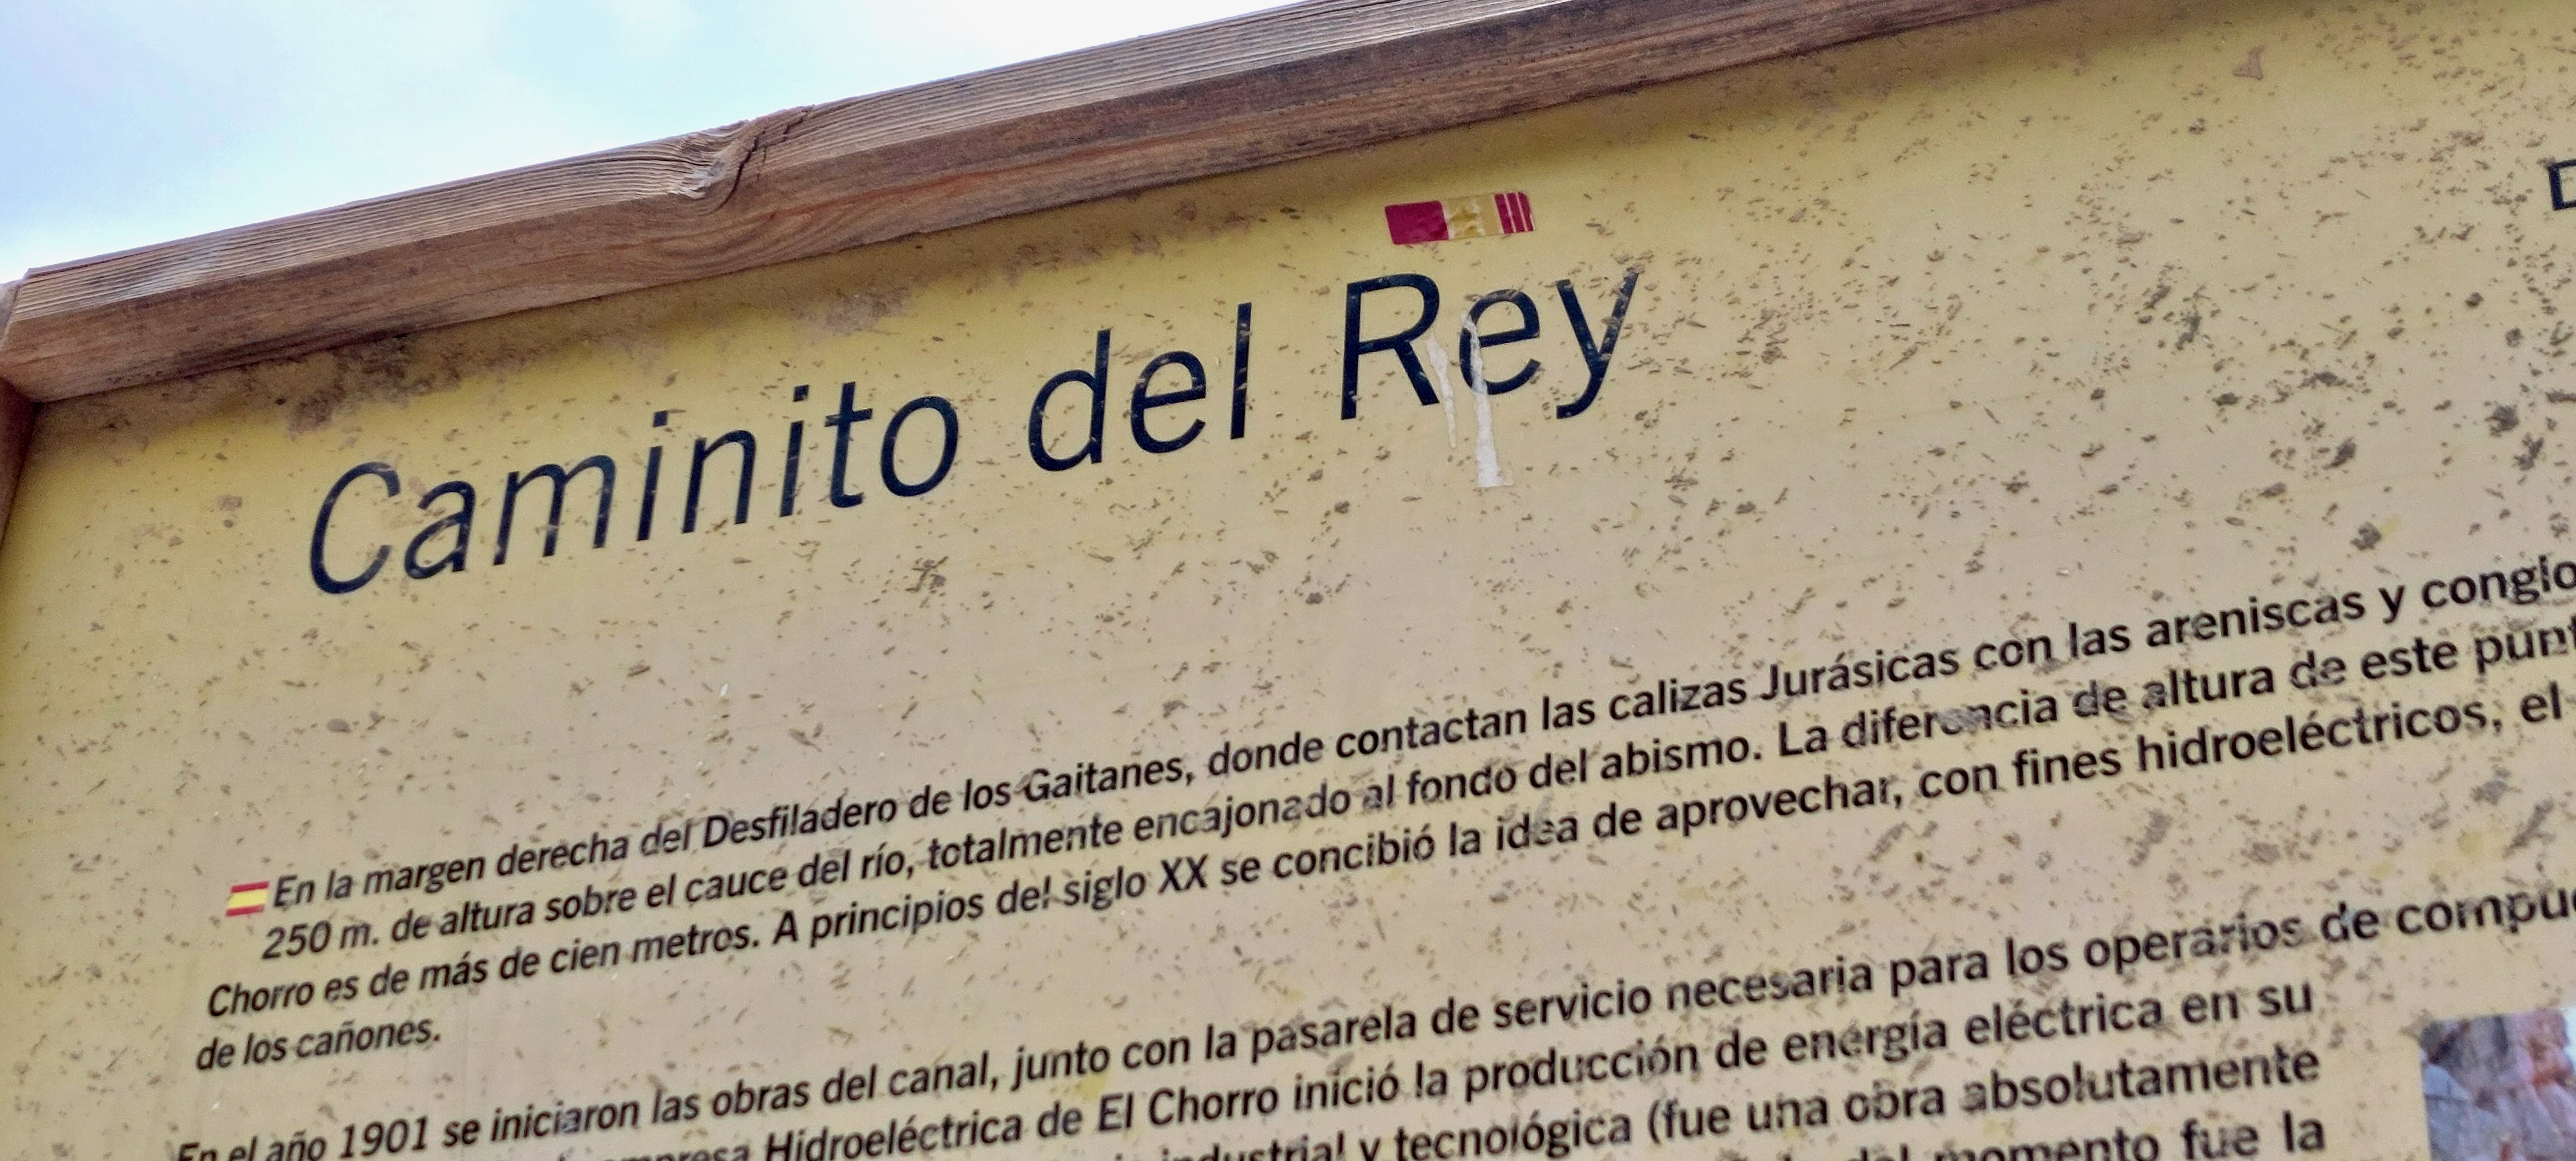 Caminito del Rey
En la margen derecha del Desfiladero de los Gaitanes, donde contactan las calizas Jurásicas con las areniscas y conglo
250 m. de altura sobre el cauce del río, totalmente encajonado al fondo del abismo. La diferencia de altura de este punt
Chorro es de más de cien metros. A principios del siglo XX se concibió la idea de aprovechar, con fines hidroeléctricos, el
de los cañones.
En el año 1901 se iniciaron las obras del canal, junto con la pasarela de servicio necesaria para los operarios de compu
Hidroeléctrica de El Chorro inició la producción de energía eléctrica en su
industrial y tecnológica (fue una obra absolutamente
momento fue la